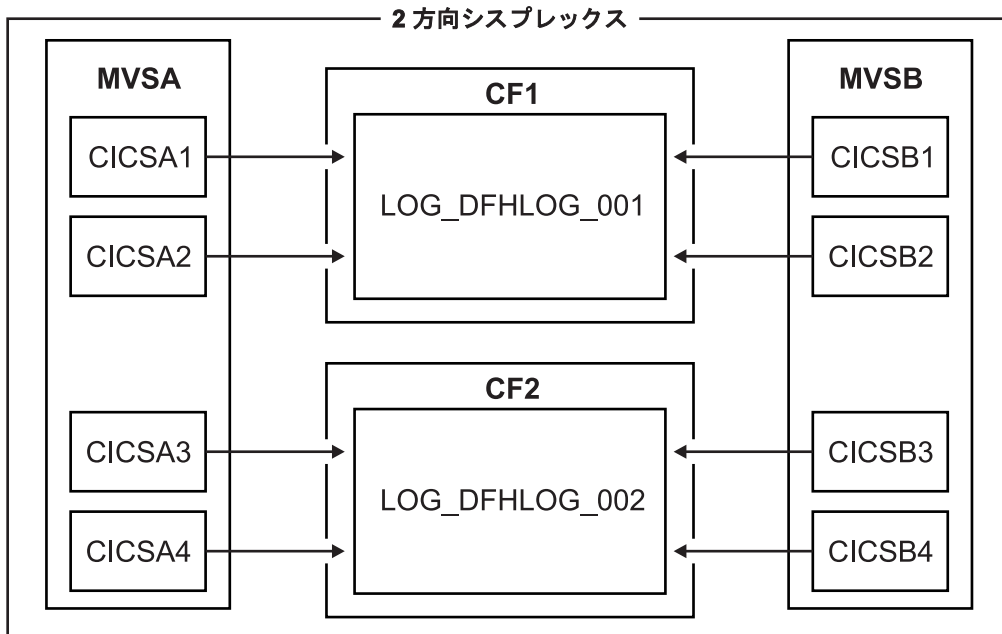 2 方向シスプレックス
MVSA
CICSA1
CICSA2
CICSA3
CICSA4
CF1
LOG_DFHLOG_001
CF2
LOG_DFHLOG_002
MVSB
CICSB1
CICSB2
CICSB3
CICSB4